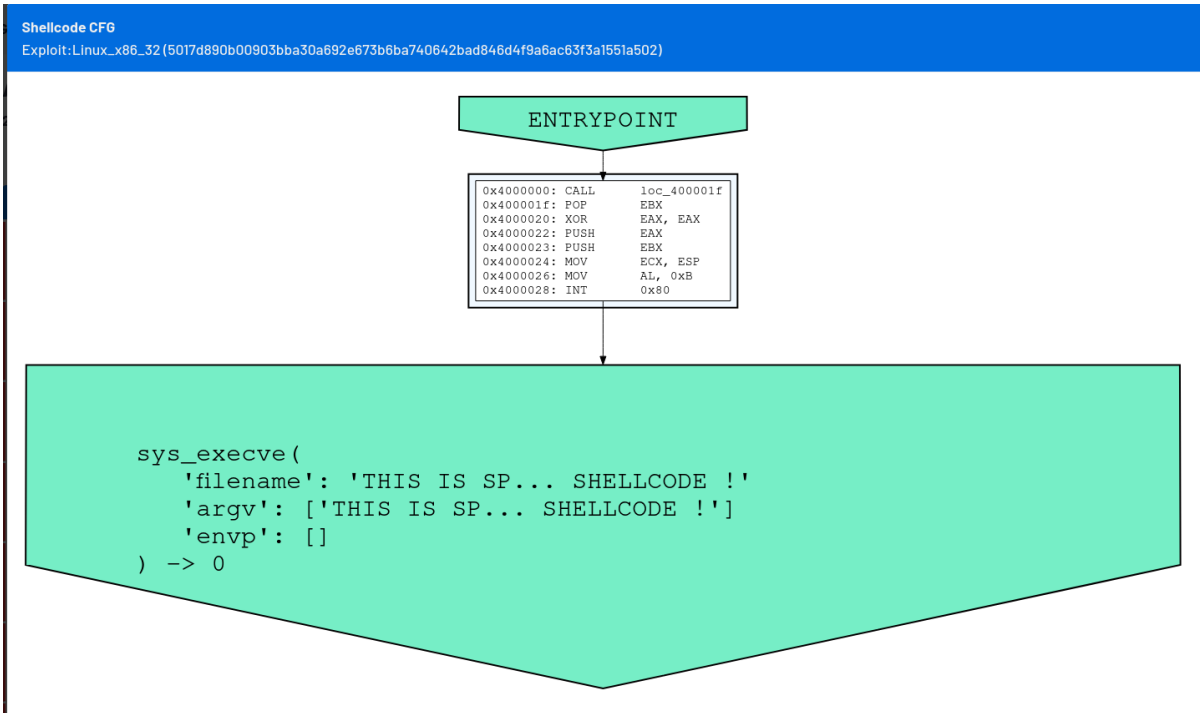 Shellcode CFG
Exploit:Linux_x86_32 (5017d890b00903bba30a692e673b6ba740642bad846d4f9a6ac63f3a1551a502)
ENTRYPOINT
0x4000000: CALL loc_400001f
0x400001f: POP EBX
0x4000020: XOR EAX, EAX
0x4000022: PUSH EAX
0x4000023: PUSH EBX
0x4000024: MOV ECX, ESP
0x4000026: MOV AL, 0xB
0x4000028: INT 0x80
sys_execve(
'filename': 'THIS IS SP... SHELLCODE !'
'argv': ['THIS IS SP... SHELLCODE !']
'envp': []
) -> 0